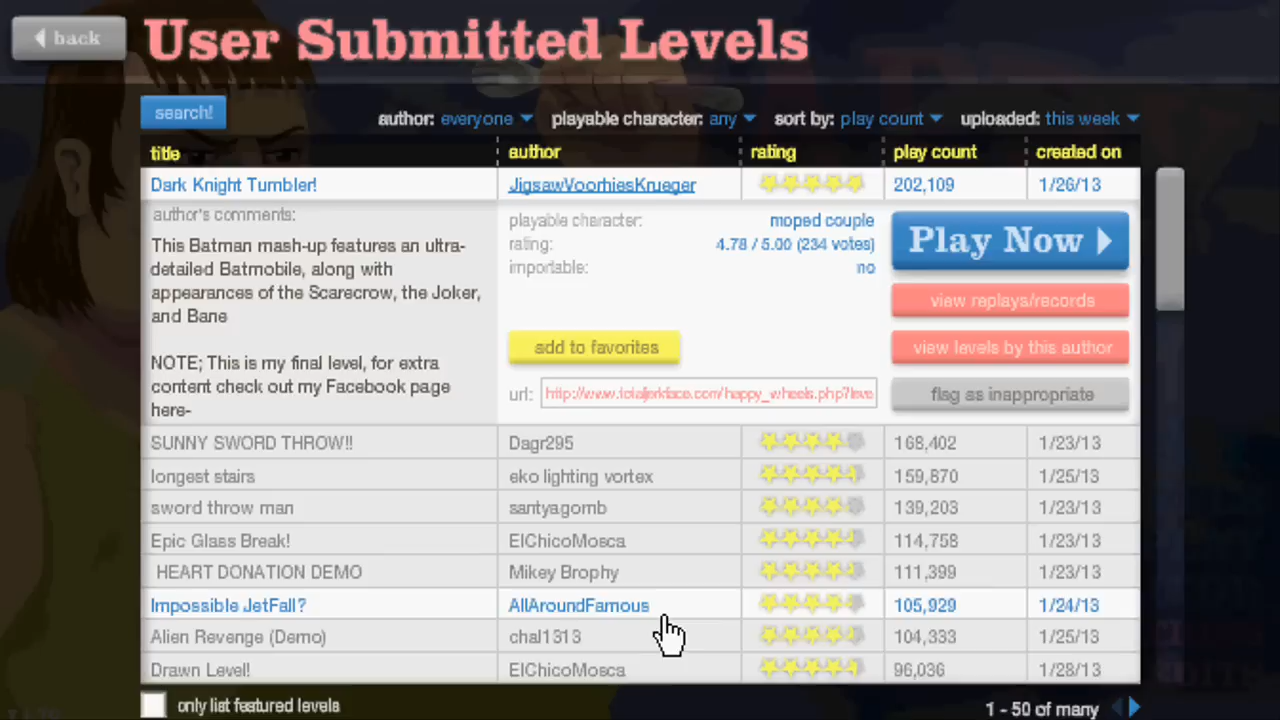 back
User Submitted Levels
search!
author: everyone playable character: any sort by: play count uploaded: this week
title author rating play count created on
Dark Knight Tumbler! JigsawVoorhiesKrueger 202,109 1/26/13
author's comments:
This Batman mash-up features an ultra-
detailed Batmobile, along with
appearances of the Scarecrow, the Joker,
and Bane
NOTE; This is my final level, for extra
content check out my Facebook page
here-
playable character: moped couple
rating: 4.78 / 5.00 (234 votes)
importable: no
add to favorites
url: http://www.totaljerkface.com/happy_wheels.php?leve
Play Now
view replays/records
view levels by this author
flag as inappropriate
SUNNY SWORD THROW!! Dagr295 168,402 1/23/13
longest stairs eko lighting vortex 159,870 1/25/13
sword throw man santyagomb 139,203 1/23/13
Epic Glass Break! ElChicoMosca 114,758 1/23/13
HEART DONATION DEMO Mikey Brophy 111,399 1/23/13
Impossible JetFall? AllAroundFamous 105,929 1/24/13
Alien Revenge (Demo) chal1313 104,333 1/25/13
Drawn Level! ElChicoMosca 96,036 1/28/13
only list featured levels
1 - 50 of many